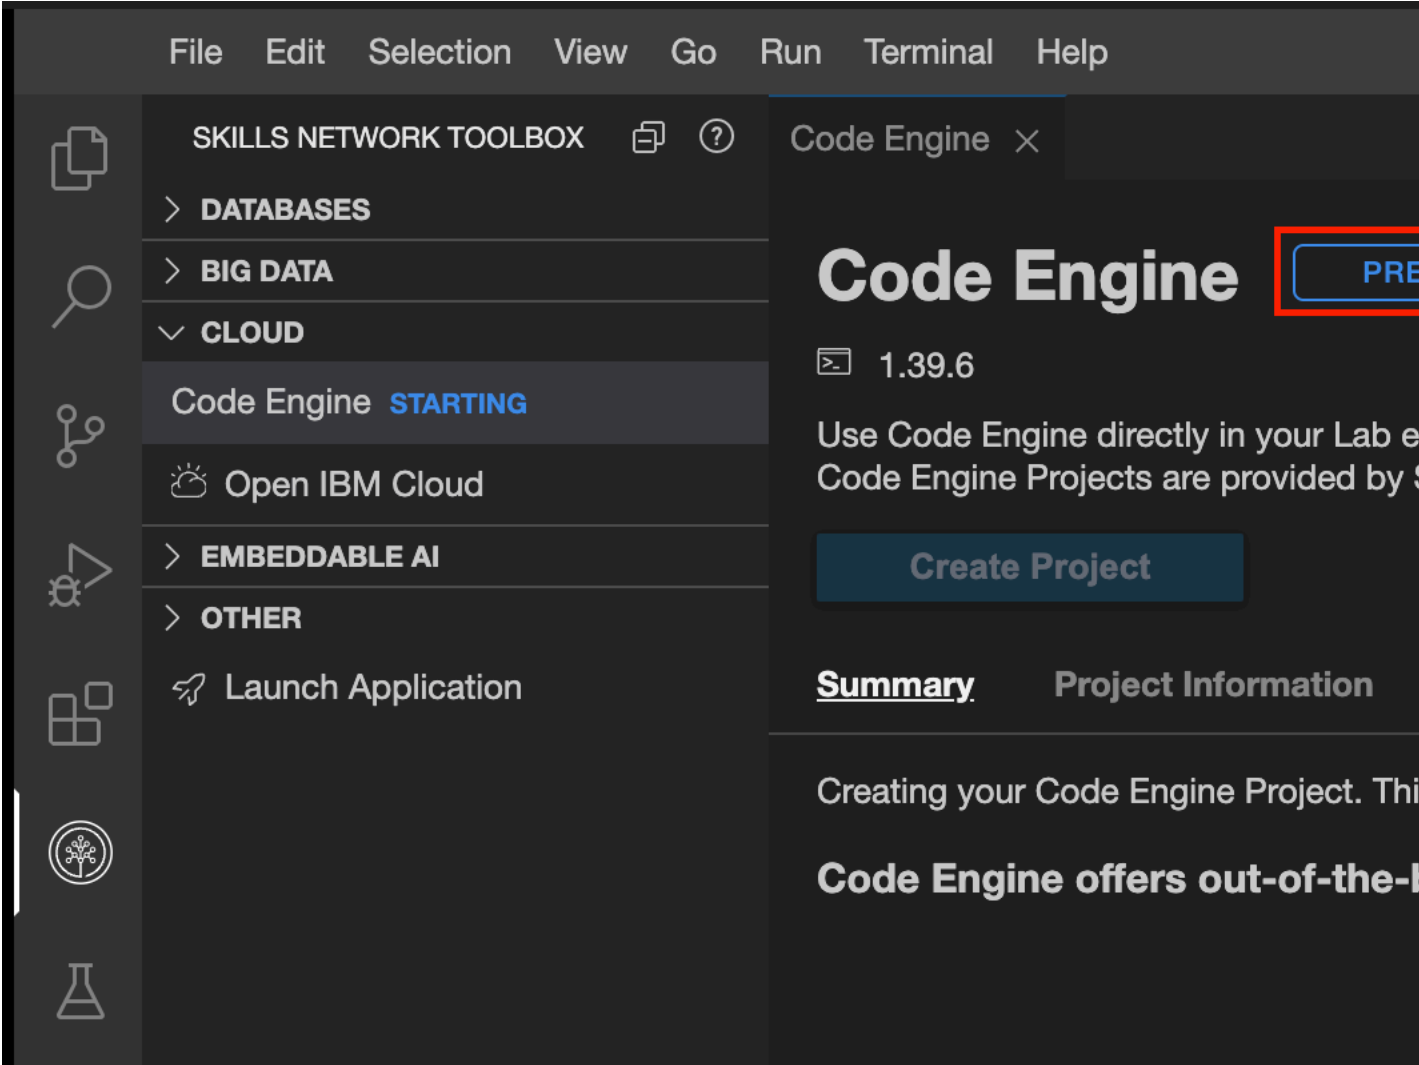 File Edit Selection View Go Run Terminal Help
SKILLS NETWORK TOOLBOX
DATABASES
BIG DATA
CLOUD
Code Engine STARTING
Open IBM Cloud
EMBEDDABLE AI
OTHER
Launch Application
Code Engine
Code Engine
1.39.6
Use Code Engine directly in your Lab
Code Engine Projects are provided by
Create Project
Summary Project Information
Creating your Code Engine Project.
Code Engine offers out-of-the-